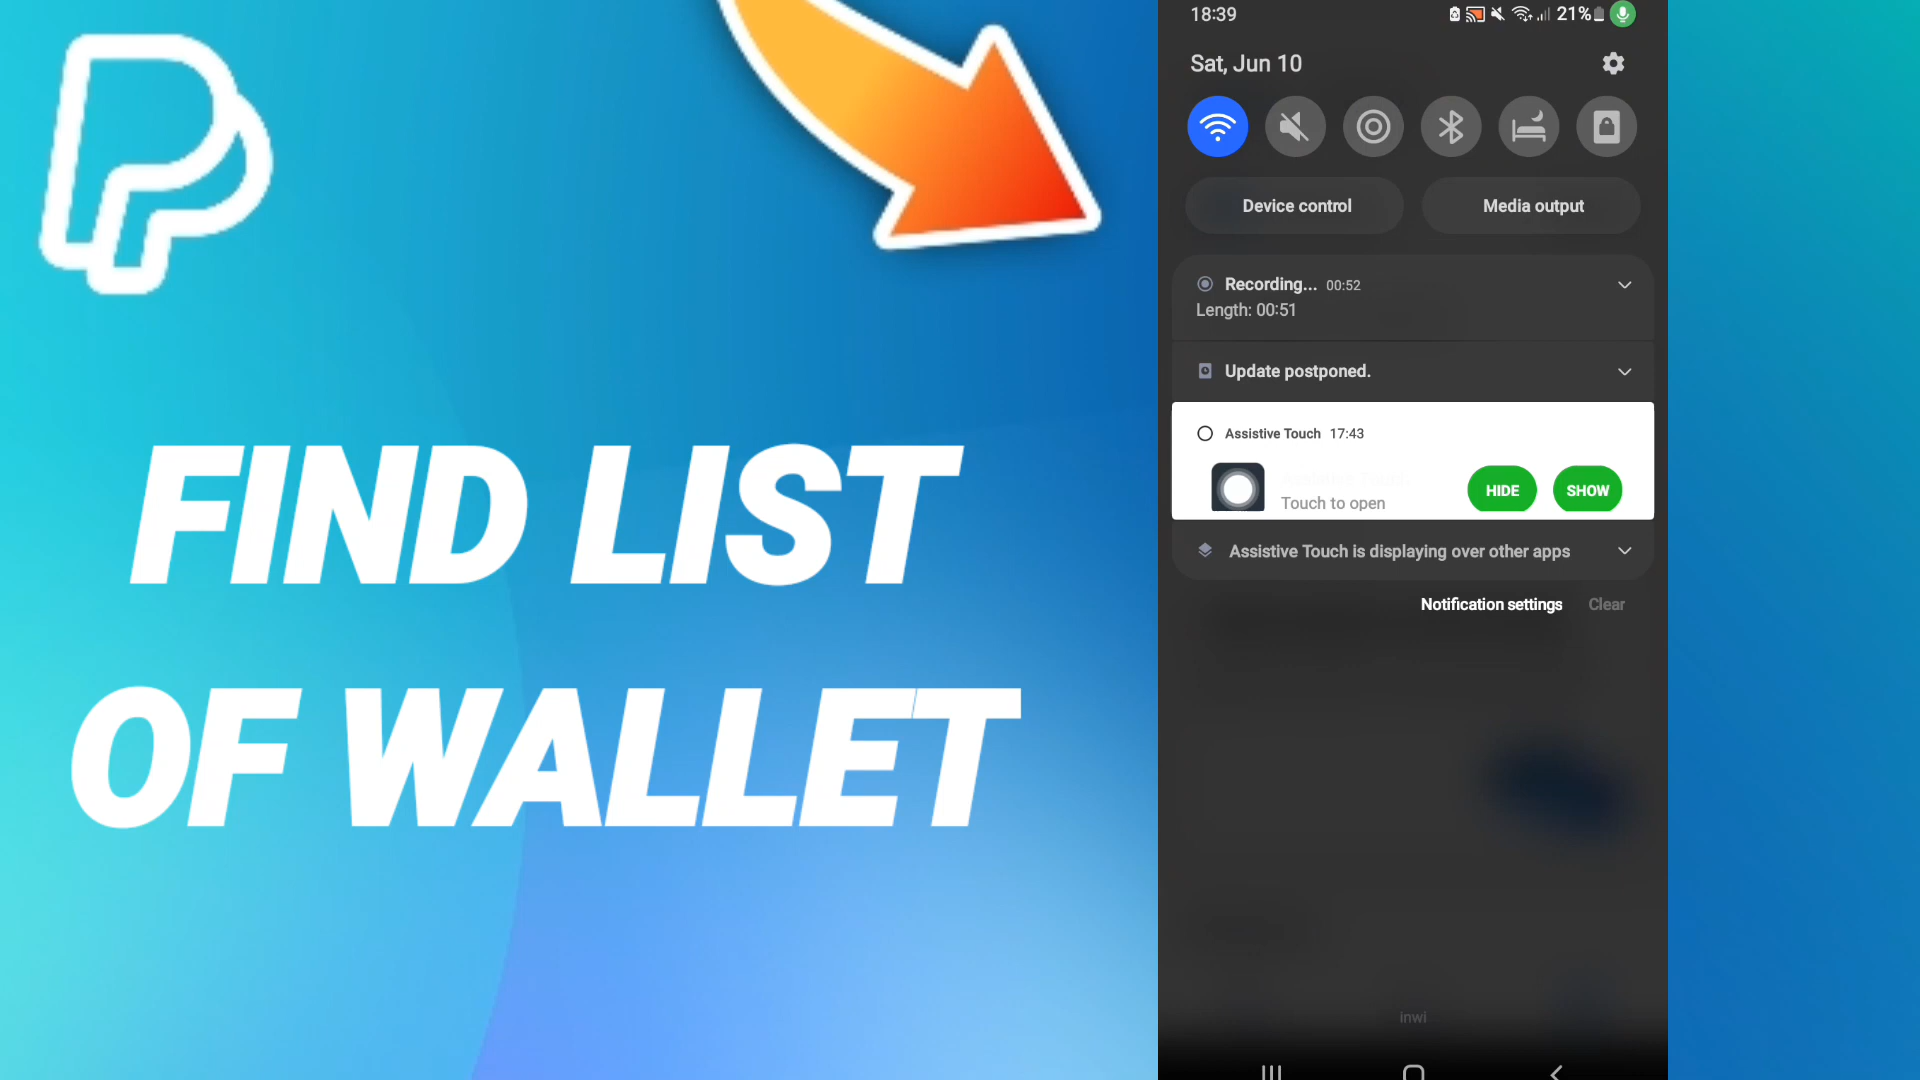 FIND LIST
OF WALLET
18:39
21%
Sat, Jun 10
Device control
Media output
Recording... 00:52
Length: 00:51
Update postponed.
Assistive Touch 17:43
Touch to open
HIDE
SHOW
Assistive Touch is displaying over other apps
Notification settings
Clear
inwi